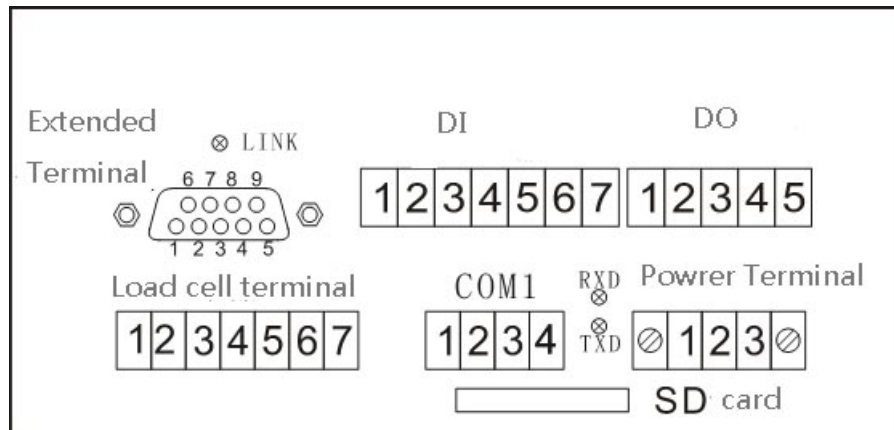 Extended
Terminal
LINK
6 7 8 9
1 2 3 4 5
DI
1 2 3 4 5 6 7
DO
1 2 3 4 5
Load cell terminal
1 2 3 4 5 6 7
COM1
1 2 3 4
RXD
TXD
Powrer Terminal
1 2 3
SD card